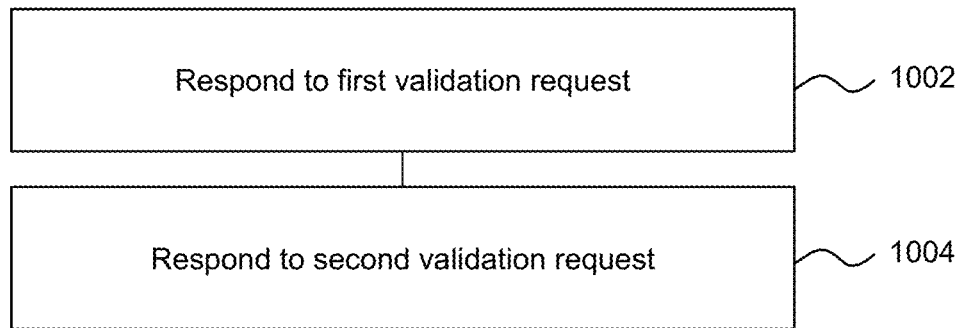 Respond to first validation request
1002
Respond to second validation request
1004